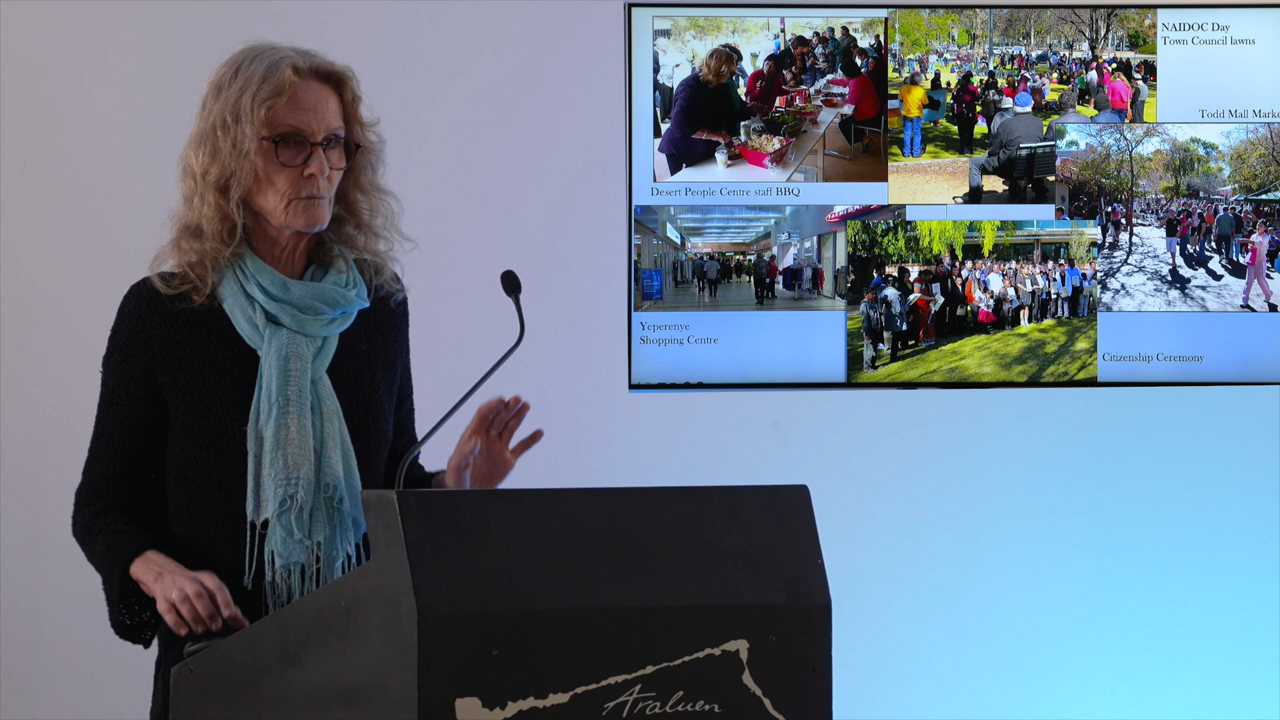 NAIDOC Day
Town Council lawns
Todd Mall Marke
Desert People Centre staff BBQ
Yeperenye
Shopping Centre
Citizenship Ceremony
Araluen